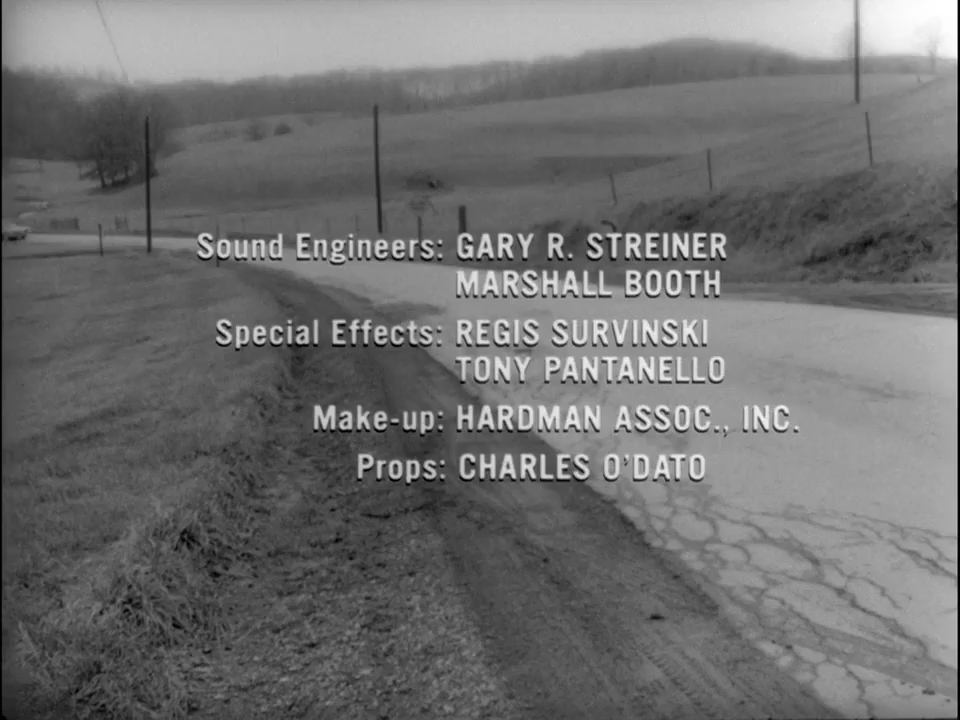 Sound Engineers: GARY R. STREINER
MARSHALL BOOTH
Special Effects: REGIS SURVINSKI
TONY PANTANELLO
Make-up: HARDMAN ASSOC., INC.
Props: CHARLES O'DATO